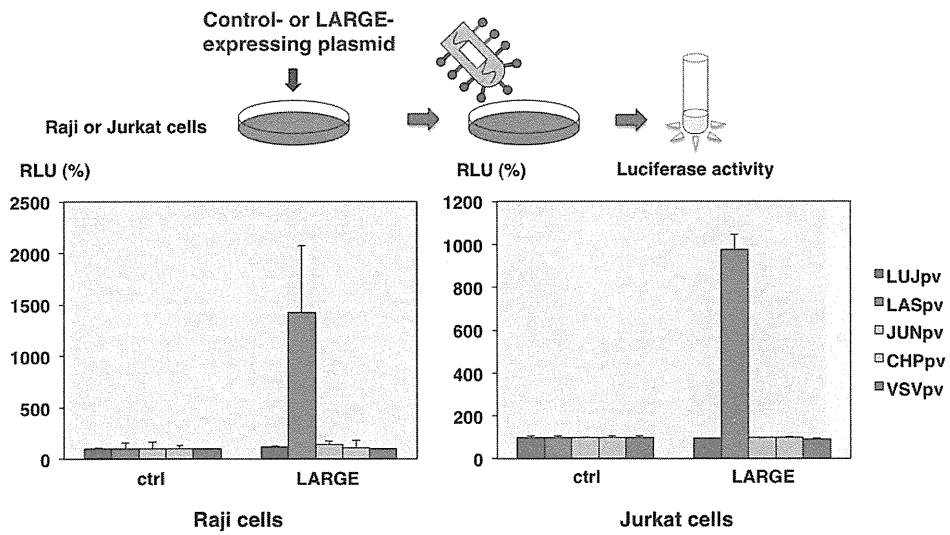 Control- or LARGE-
expressing plasmid
Raji or Jurkat cells
Luciferase activity
RLU (%)
2500
2000
1500
1000
500
0
ctrl
LARGE
Raji cells
RLU (%)
1200
1000
800
600
400
200
0
ctrl
LARGE
Jurkat cells
LUJpv
LASpv
JUNpv
CHPpv
VSVpv